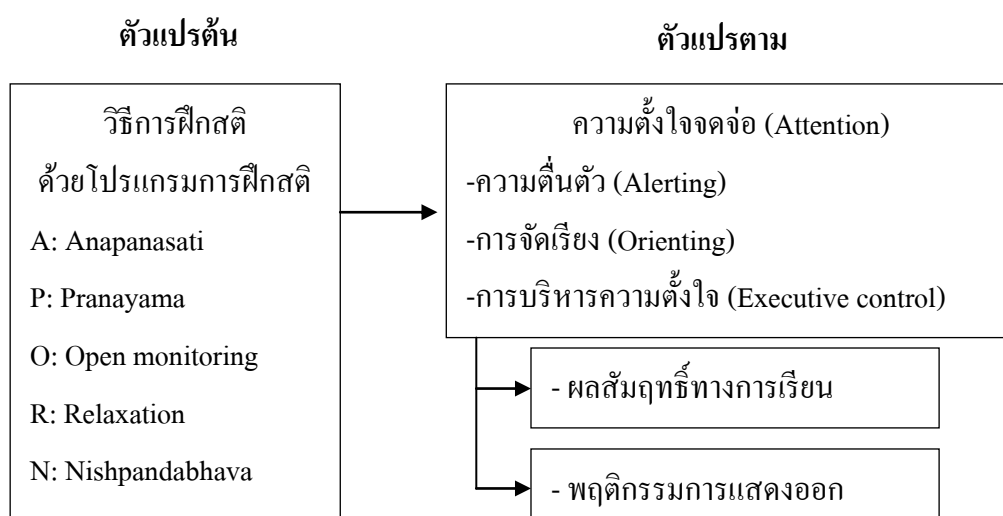 ตัวแปรต้น
วิธีการฝึกสติ
ด้วยโปรแกรมการฝึกสติ
A: Anapanasati
P: Pranayama
O: Open monitoring
R: Relaxation
N: Nishpandabhava
ตัวแปรตาม
ความตั้งใจจดจ่อ (Attention)
-ความตื่นตัว (Alerting)
-การจัดเรียง (Orienting)
-การบริหารความตั้งใจ (Executive control)
- ผลสัมฤทธิ์ทางการเรียน
- พฤติกรรมการแสดงออก